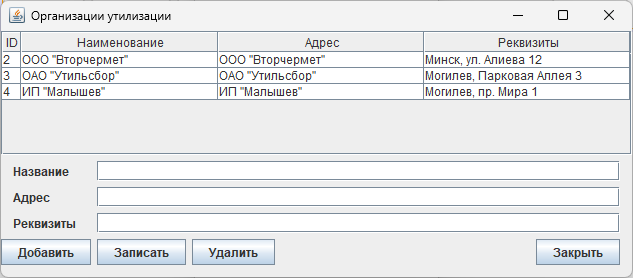 Организации утилизации
ID Наименование Адрес Реквизиты
2 ООО "Вторчермет" ООО "Вторчермет" Минск, ул. Алиева 12
3 ОАО "Утильсбор" ОАО "Утильсбор" Могилев, Парковая Аллея 3
4 ИП "Малышев" ИП "Малышев" Могилев, пр. Мира 1
Название
Адрес
Реквизиты
Добавить Записать Удалить Закрыть